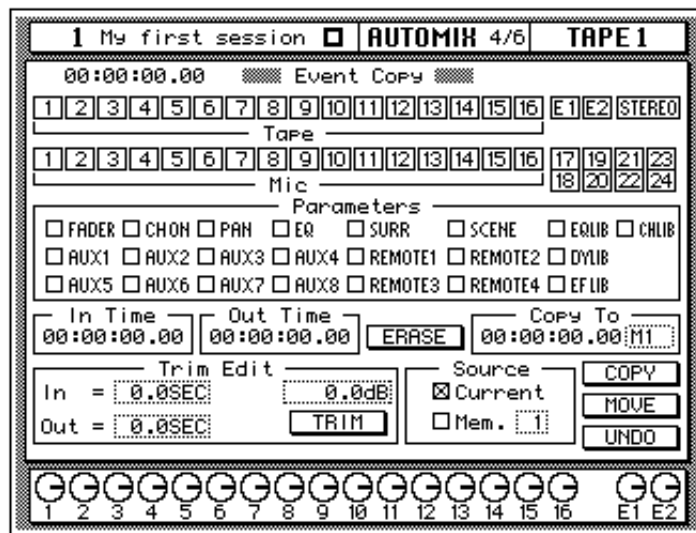 1 My first session AUTOMIX 4/6 TAPE 1
00:00:00.00 Event Copy
1 2 3 4 5 6 7 8 9 10 11 12 13 14 15 16 E1 E2 STEREO
Tape
1 2 3 4 5 6 7 8 9 10 11 12 13 14 15 16 17 19 21 23
18 20 22 24
Mic
Parameters
FADER CHON PAN EQ SURR SCENE EQLIB CHLIB
AUX1 AUX2 AUX3 AUX4 REMOTE1 REMOTE2 DYLIB
AUX5 AUX6 AUX7 AUX8 REMOTE3 REMOTE4 EFLIB
In Time Out Time Copy To
00:00:00.00 00:00:00.00 ERASE 00:00:00.00 M1
Trim Edit Source COPY
In = 0.0SEC 0.0dB Current
MOVE
Out = 0.0SEC TRIM Mem. 1
UNDO
1 2 3 4 5 6 7 8 9 10 11 12 13 14 15 16 E1 E2